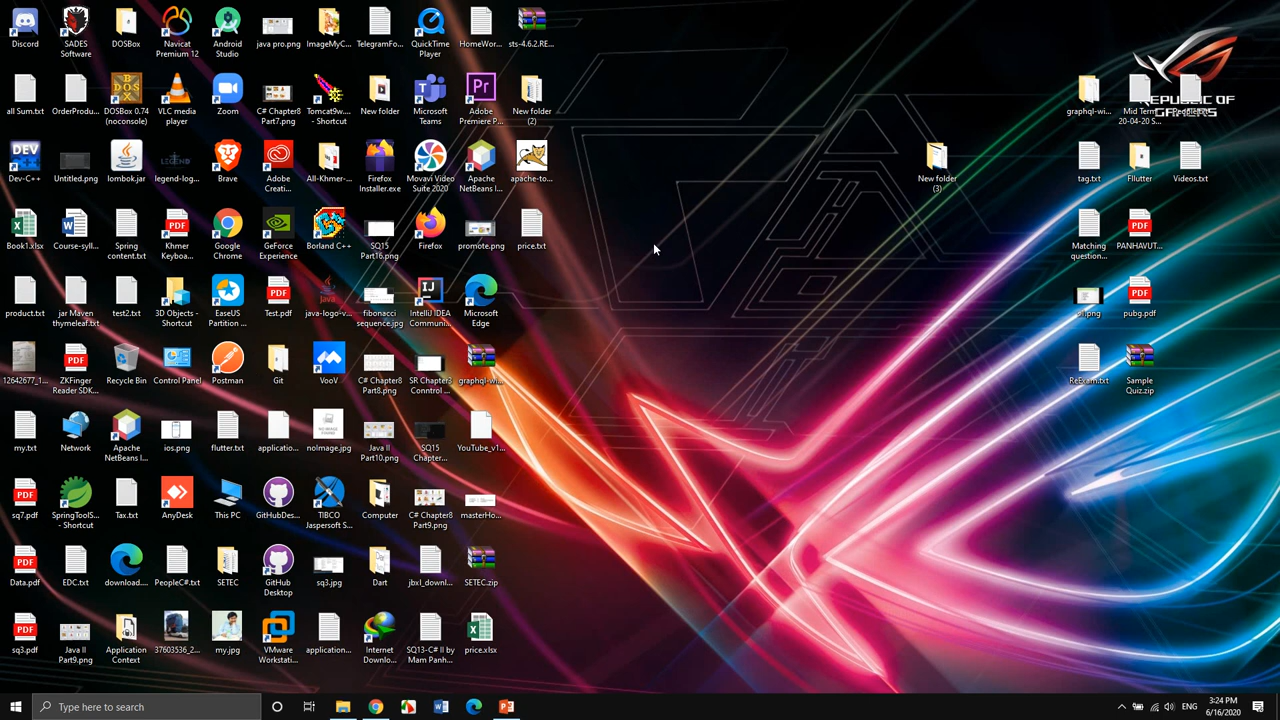 Discord
SADES
Software
DOSBox
Navicat
Premium 12
Android
Studio
java pro.png
ImageMyC...
TelegramFo...
QuickTime
Player
HomeWor...
sts-4.6.2.RE...
all Sum.txt
OrderProdu...
DOSBox 0.74
(noconsole)
VLC media
player
Zoom
C# Chapter8
Part7.png
Tomcat9w....
- Shortcut
New folder
Microsoft
Teams
Adobe
Premiere P...
New folder
(2)
graphql-wi...
Mid Term
20-04-20 S...
REPUBLIC OF
GAMERS
Dev-C++
Untitled.png
lombok.jar
LEGEND
legend-log...
Brave
Adobe
Creati...
All-Khmer-...
Firefox
Installer.exe
Movavi Video
Suite 2020
Apache
NetBeans I...
apache-to...
New folder
(3)
tag.txt
Fllutter
Videos.txt
Book1.xlsx
Course-syll...
Spring
content.txt
Khmer
Keyboa...
Google
Chrome
GeForce
Experience
Borland C++
SQ15
Part16.png
Firefox
promote.png
price.txt
Matching
question...
PANHAVUT...
product.txt
jar Maven
thymeleaf.txt
test2.txt
3D Objects -
Shortcut
EaseUS
Partition ...
Test.pdf
java-logo-v...
fibonacci
sequence.jpg
IntelliJ IDEA
Communi...
Microsoft
Edge
pubg.pdf
12642677_1...
ZKFinger
Reader SDK...
Recycle Bin
Control Panel
Postman
Git
VooV
C# Chapter8
Part8.png
SR Chapter3
Conntrol ...
graphql-wi...
ReExam.txt
Sample
Quiz.zip
my.txt
Network
Apache
NetBeans I...
ios.png
flutter.txt
applicatio...
noImage.jpg
Java II
Part10.png
SQ15
Chapter...
YouTube_v1...
sq7.pdf
SpringToolS...
- Shortcut
Tax.txt
AnyDesk
This PC
GitHubDes...
TIBCO
Jaspersoft S...
Computer
C# Chapter8
Part9.png
masterHo...
Data.pdf
EDC.txt
download....
PeopleC#.txt
SETEC
GitHub
Desktop
sq3.jpg
Dart
jbxl_downl...
SETEC.zip
sq3.pdf
Java II
Part9.png
Application
Context
37603536_2...
my.jpg
VMware
Workstati...
application...
Internet
Downlo...
SQ13-C# II by
Mam Panh...
price.xlsx
Type here to search
ENG
3:24 PM
6/16/2020